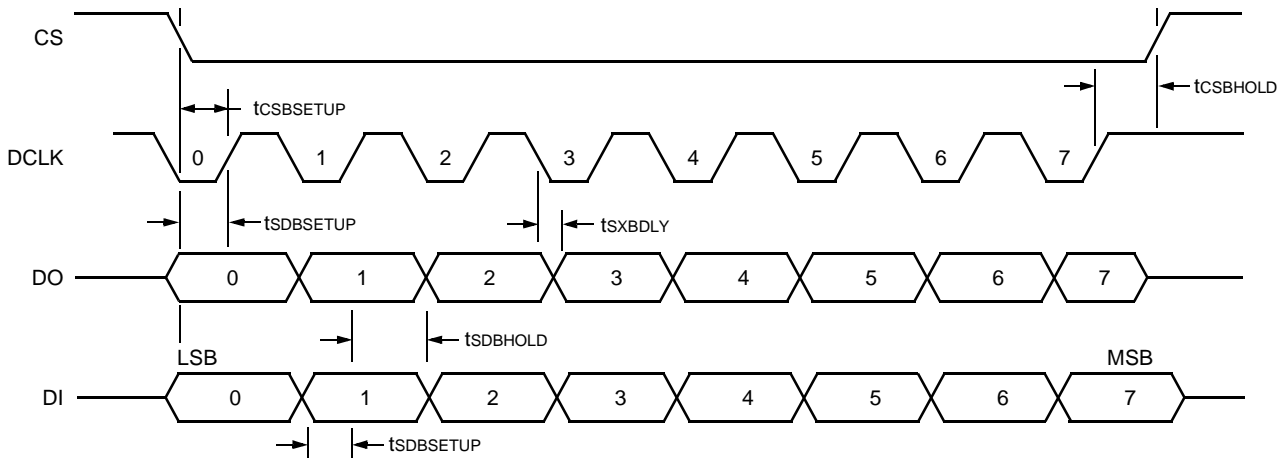 CS
tCSBHOLD
tCSBSETUP
DCLK 0 1 2 3 4 5 6 7
tSDBSETUP
tSXBDLY
DO 0 1 2 3 4 5 6 7
tSDBHOLD
LSB MSB
DI 0 1 2 3 4 5 6 7
tSDBSETUP